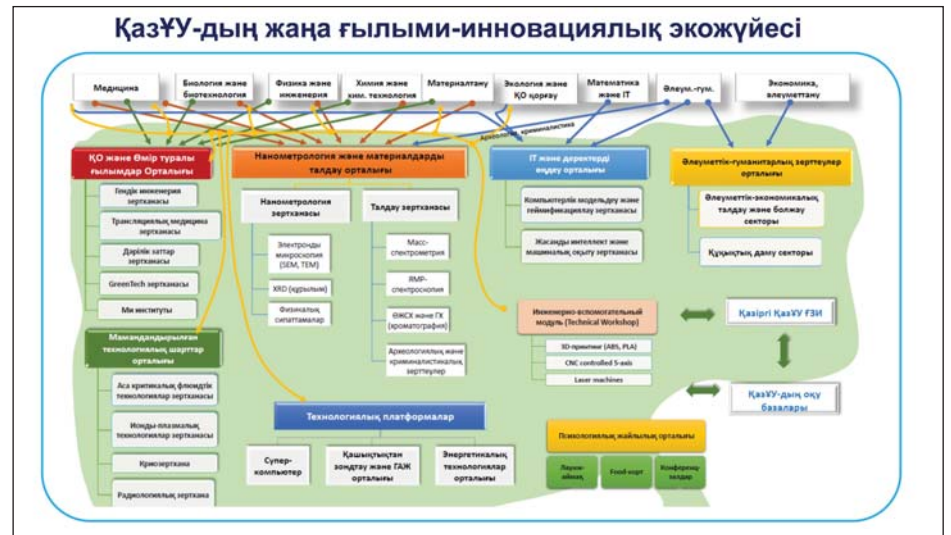 ҚазҰУ-дың жаңа ғылыми-инновациялық экожүйесі
Медицина
Биология және
биотехнология
Физика және
инженерия
Химия және
хим. технология
Материалтану
Экология және
ҚО қорғау
Математика
және IT
Әлеум.-гум.
Экономика,
әлеуметтану
Археология, криминалистика
ҚО және Өмір туралы
ғылымдар Орталығы
Гендік инженерия
зертханасы
Трансляциялық медицина
зертханасы
Дәрілік заттар
зертханасы
GreenTech зертханасы
Ми институты
Мамандандырылған
технологиялық шарттар
орталығы
Аса критикалық флюидтік
технологиялар зертханасы
Ионды-плазмалық
технологиялар зертханасы
Криозертхана
Радиологиялық зертхана
Нанометрология және материалдарды
талдау орталығы
Нанометрология
зертханасы
Электронды
микроскопия
(SEM, TEM)
XRD (құрылым)
Физикалық
сипаттамалар
Талдау зертханасы
Масс-
спектрометрия
ЯМР-
спектроскопия
ӨЖСХ және ГХ
(хроматография)
Археологиялық және
криминалистикалық
зерттеулер
Технологиялық платформалар
Супер-
компьютер
Қашықтықтан
зондтау және ГАЖ
орталығы
Энергетикалық
технологиялар
орталығы
IT және деректерді
өңдеу орталығы
Компьютерлік модельдеу және
геймификациялау зертханасы
Жасанды интеллект және
машиналық оқыту зертханасы
Әлеуметтік-гуманитарлық зерттеулер
орталығы
Әлеуметтік-экономикалық
талдау және болжау
секторы
Құқықтық даму секторы
Инженерно-вспомогательный
модуль (Technical Workshop)
3D-принтинг (ABS, PLA)
CNC controlled 5-axis
Laser machines
Қазіргі ҚазҰУ ҒЗИ
ҚазҰУ-дың оқу
базалары
Психологиялық жайлылық орталығы
Лаунж-
аймақ
Food-корт
Конференц-
залдар